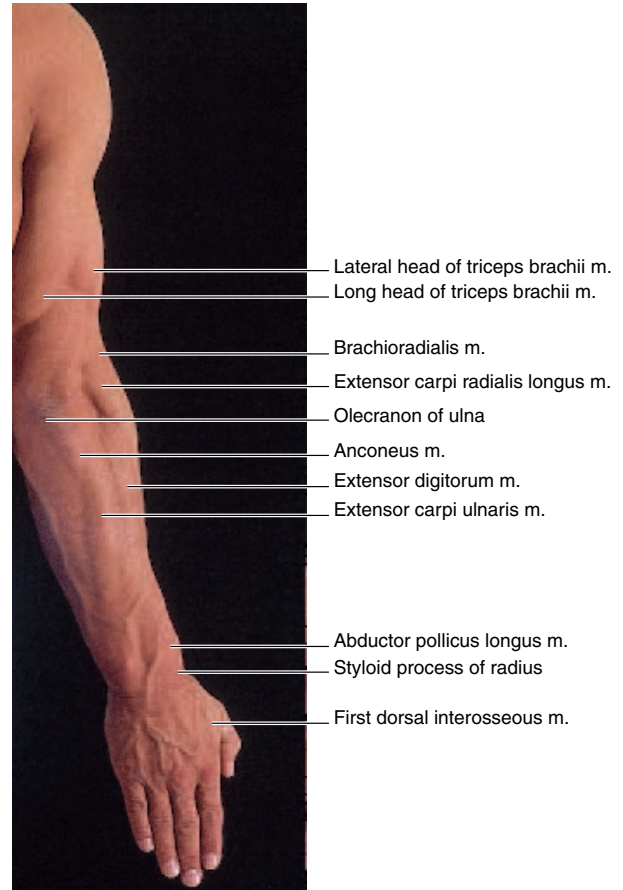 Lateral head of triceps brachii m.
Long head of triceps brachii m.
Brachioradialis m.
Extensor carpi radialis longus m.
Olecranon of ulna
Anconeus m.
Extensor digitorum m.
Extensor carpi ulnaris m.
Abductor pollicus longus m.
Styloid process of radius
First dorsal interosseous m.